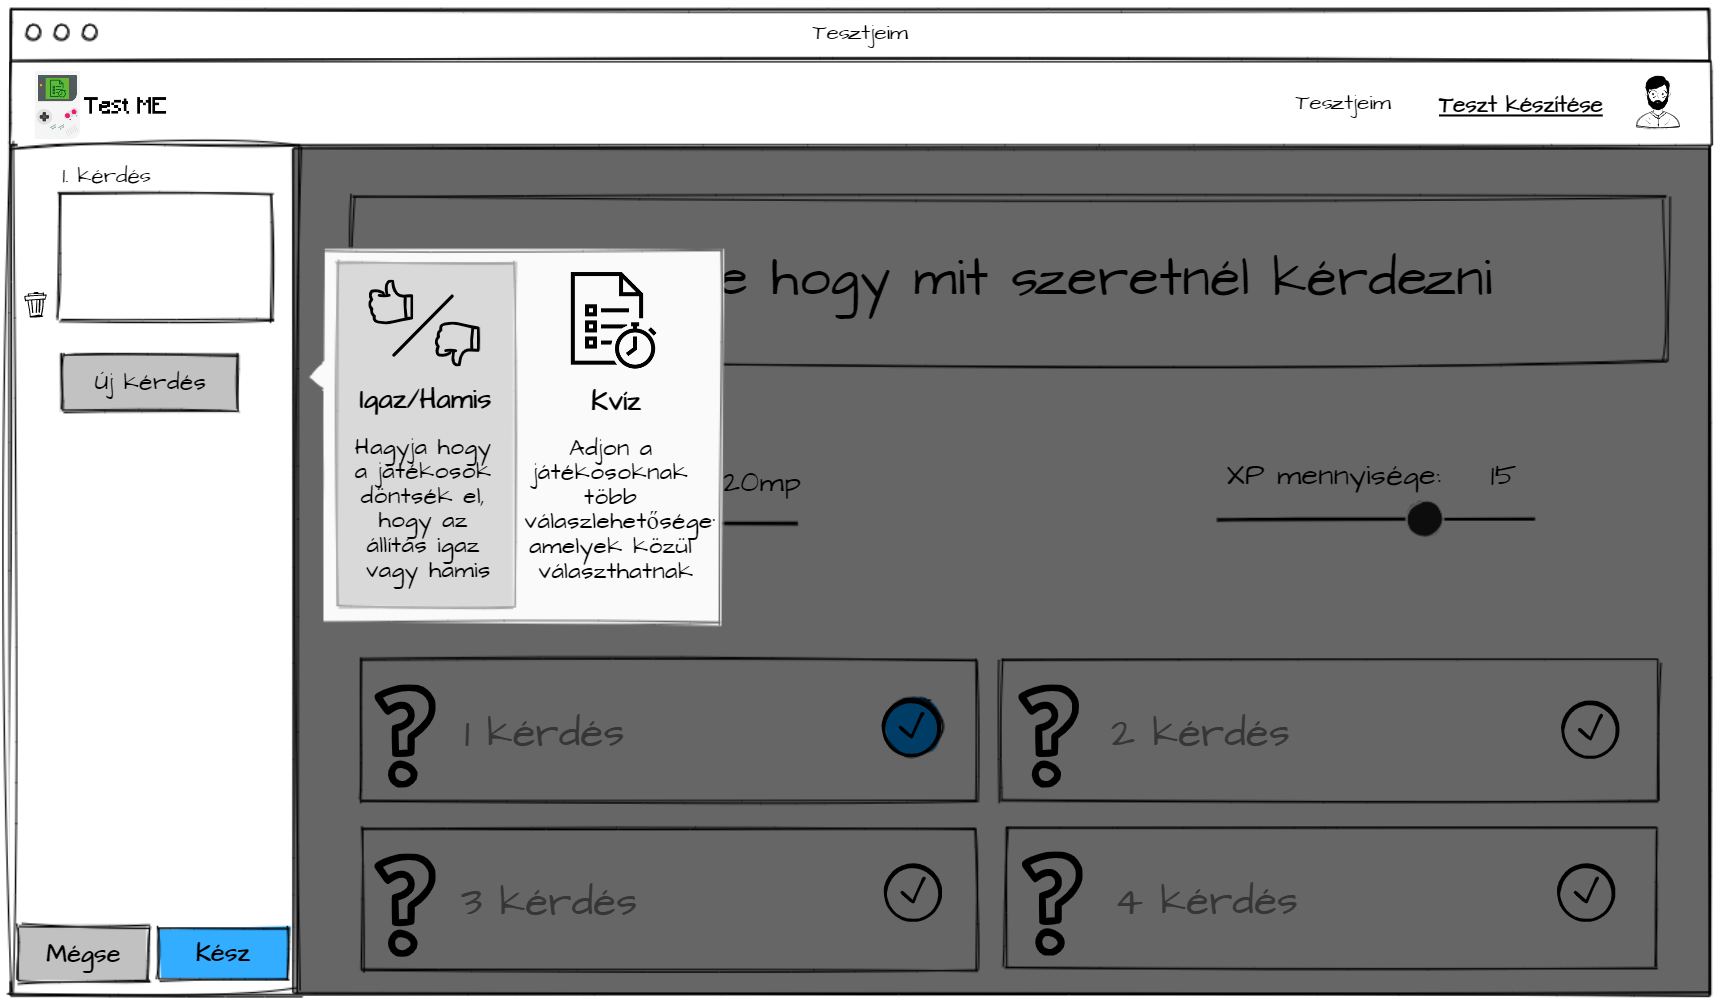 Tesztjeim
Test ME
Tesztjeim
Teszt készítése
1. kérdés
Új kérdés
Mégse
Kész
e hogy mit szeretnél kérdezni
Igaz/Hamis
Hagyja hogy
a játékosok
döntsék el,
hogy az
állítás igaz
vagy hamis
Kvíz
Adjon a
játékosoknak
több
válaszlehetősége
amelyek közül
választhatnak
20mp
XP mennyisége: 15
1 kérdés
2 kérdés
3 kérdés
4 kérdés